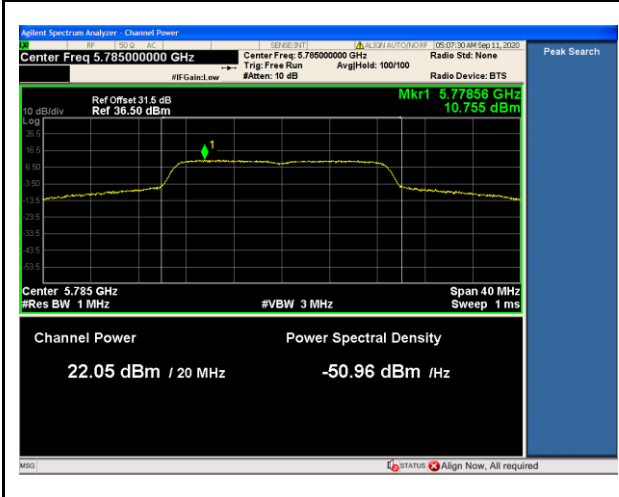 Agilent Spectrum Analyzer - Channel Power
RF 50 Ω AC SENSE:INT ALIGN AUTO/NO RF 05:07:30 AM Sep 11, 2020
Center Freq 5.785000000 GHz Center Freq: 5.785000000 GHz Radio Std: None Peak Search
Trig: Free Run Avg|Hold: 100/100
#IFGain:Low #Atten: 10 dB Radio Device: BTS
Ref Offset 31.5 dB Mkr1 5.77856 GHz
10 dB/div Ref 36.50 dBm 10.755 dBm
Log
26.5
16.5
1
6.50
-3.50
-13.5
-23.5
-33.5
-43.5
-53.5
Center 5.785 GHz Span 40 MHz
#Res BW 1 MHz #VBW 3 MHz Sweep 1 ms
Channel Power Power Spectral Density
22.05 dBm / 20 MHz -50.96 dBm /Hz
MSG STATUS Align Now, All required